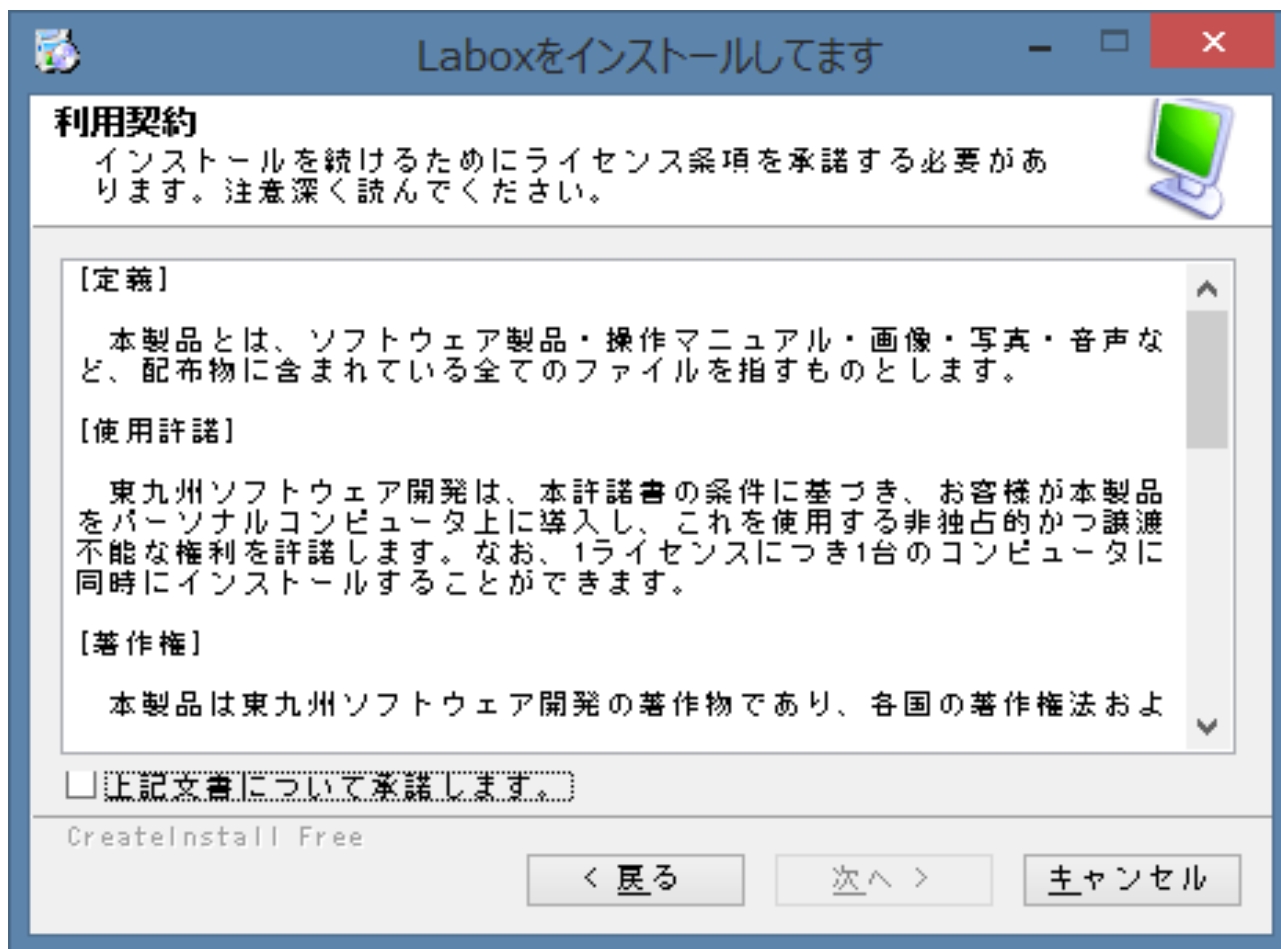 Laboxをインストールしてます
利用契約
インストールを続けるためにライセンス条項を承諾する必要があ
ります。注意深く読んでください。
[定義]
本製品とは、ソフトウェア製品・操作マニュアル・画像・写真・音声な
ど、配布物に含まれている全てのファイルを指すものとします。
[使用許諾]
東九州ソフトウェア開発は、本許諾書の条件に基づき、お客様が本製品
をパーソナルコンピュータ上に導入し、これを使用する非独占的かつ譲渡
不能な権利を許諾します。なお、1ライセンスにつき1台のコンピュータに
同時にインストールすることができます。
[著作権]
本製品は東九州ソフトウェア開発の著作物であり、各国の著作権法およ
上記文書について承諾します。
CreateInstall Free
< 戻る
次へ >
キャンセル